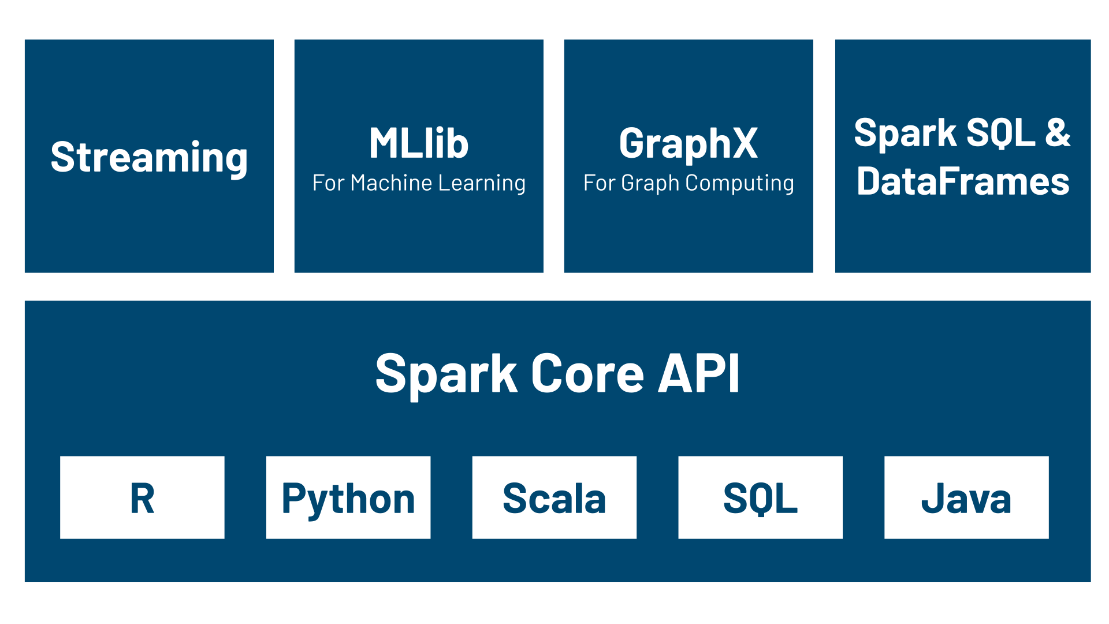 Streaming
MLlib
For Machine Learning
GraphX
For Graph Computing
Spark SQL &
DataFrames
Spark Core API
R
Python
Scala
SQL
Java